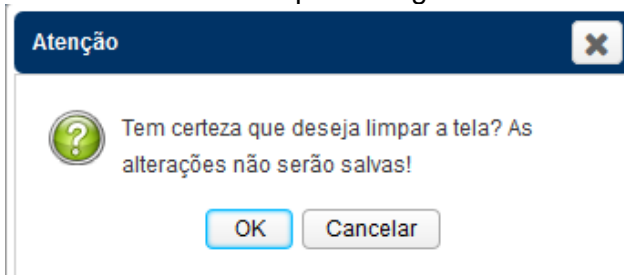 Atenção
Tem certeza que deseja limpar a tela? As
alterações não serão salvas!
OK
Cancelar